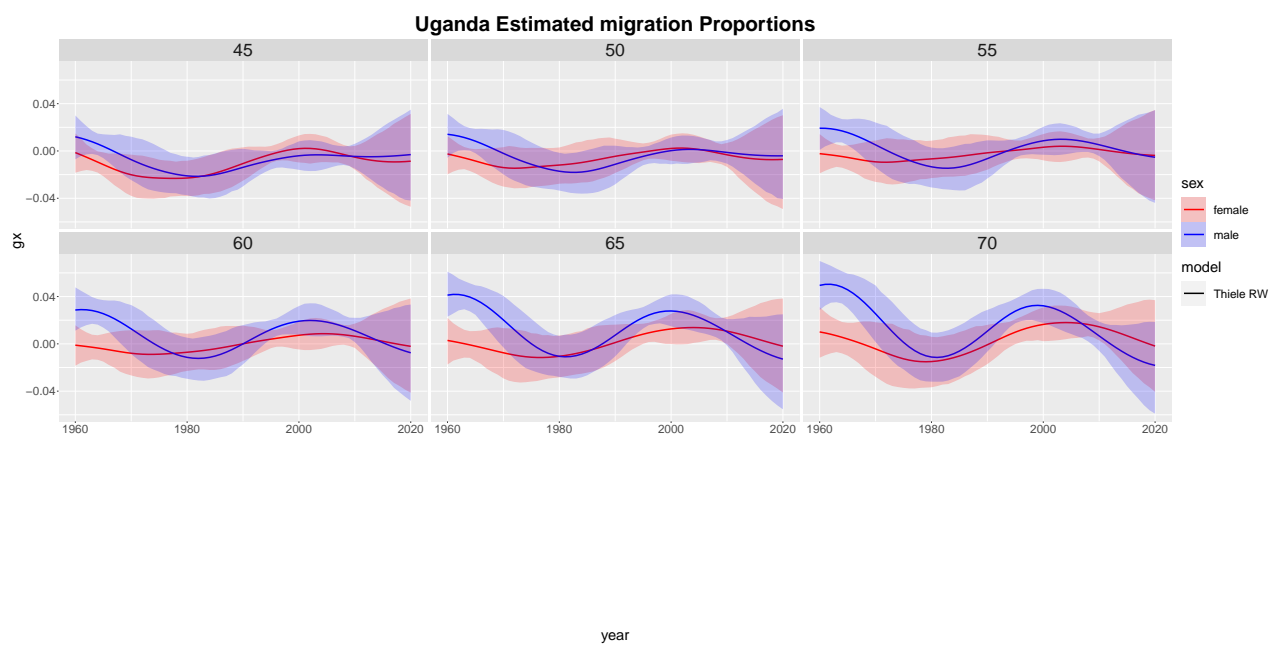 Uganda Estimated migration Proportions
45 50 55
0.04
0.00
−0.04
60 65 70
0.04
0.00
−0.04
1960 1980 2000 2020 1960 1980 2000 2020 1960 1980 2000 2020
gx
year
sex
female
male
model
Thiele RW